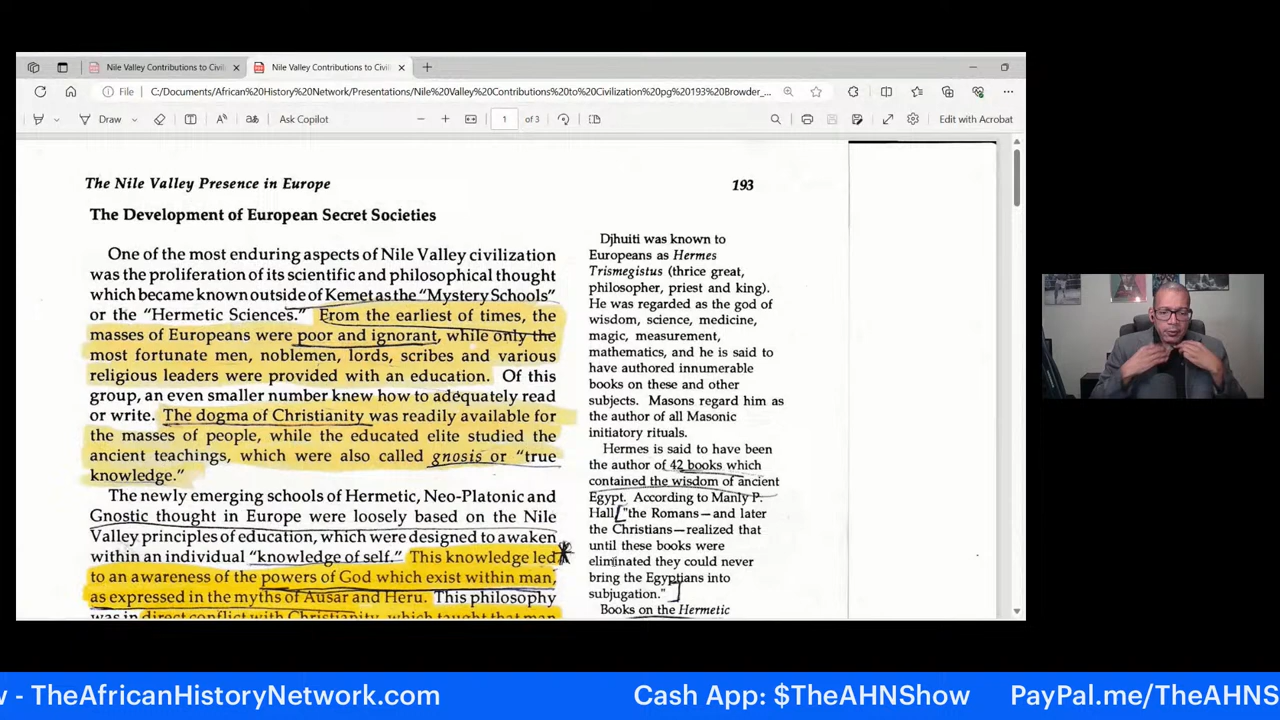 Nile Valley Contributions to Civili
Nile Valley Contributions to Civili
File
C:/Documents/African%20History%20Network/Presentations/Nile%20Valley%20Contributions%20to%20Civilization%20pg%20193%20Browder_...
Draw
Ask Copilot
1
of 3
Edit with Acrobat
The Nile Valley Presence in Europe
193
The Development of European Secret Societies
One of the most enduring aspects of Nile Valley civilization
was the proliferation of its scientific and philosophical thought
which became known outside of Kemet as the “Mystery Schools”
or the “Hermetic Sciences.” From the earliest of times, the
masses of Europeans were poor and ignorant, while only the
most fortunate men, noblemen, lords, scribes and various
religious leaders were provided with an education. Of this
group, an even smaller number knew how to adequately read
or write. The dogma of Christianity was readily available for
the masses of people, while the educated elite studied the
ancient teachings, which were also called gnosis or “true
knowledge.”
The newly emerging schools of Hermetic, Neo-Platonic and
Gnostic thought in Europe were loosely based on the Nile
Valley principles of education, which were designed to awaken
within an individual “knowledge of self.” This knowledge led
to an awareness of the powers of God which exist within man,
as expressed in the myths of Ausar and Heru. This philosophy
was in direct conflict with Christianity, which taught that man
Djhuiti was known to
Europeans as Hermes
Trismegistus (thrice great,
philosopher, priest and king).
He was regarded as the god of
wisdom, science, medicine,
magic, measurement,
mathematics, and he is said to
have authored innumerable
books on these and other
subjects. Masons regard him as
the author of all Masonic
initiatory rituals.
Hermes is said to have been
the author of 42 books which
contained the wisdom of ancient
Egypt. According to Manly P.
Hall "the Romans—and later
the Christians—realized that
until these books were
eliminated they could never
bring the Egyptians into
subjugation."
Books on the Hermetic
w - TheAfricanHistoryNetwork.com
Cash App: $TheAHNShow
PayPal.me/TheAHNS